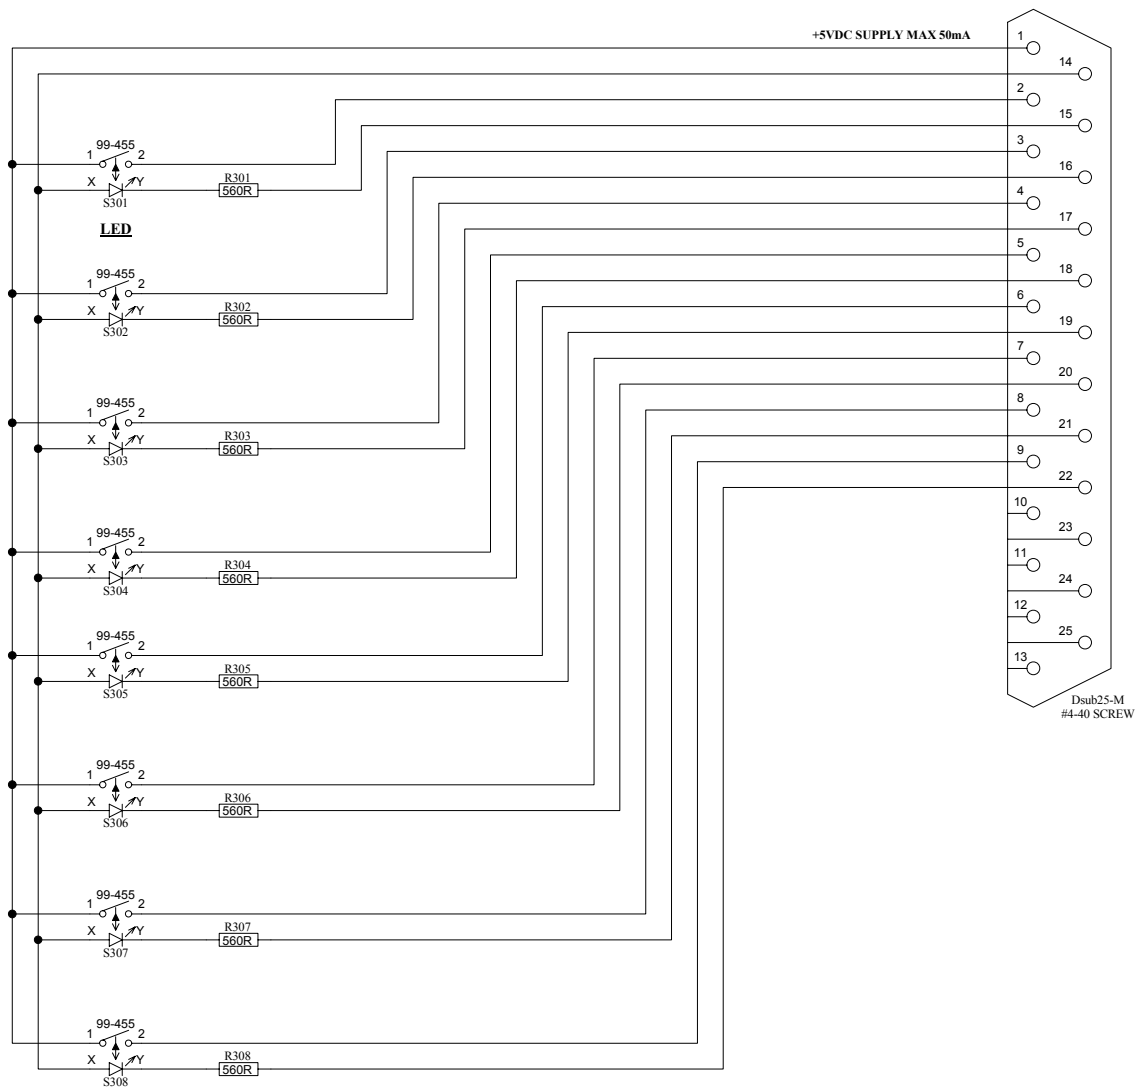 +5VDC SUPPLY MAX 50mA
1
14
2
15
3
16
4
17
5
18
6
19
7
20
8
21
9
22
10
23
11
24
12
25
13
Dsub25-M
#4-40 SCREW
99-455
1 2
X Y
S301
R301
560R
LED
99-455
1 2
X Y
S302
R302
560R
99-455
1 2
X Y
S303
R303
560R
99-455
1 2
X Y
S304
R304
560R
99-455
1 2
X Y
S305
R305
560R
99-455
1 2
X Y
S306
R306
560R
99-455
1 2
X Y
S307
R307
560R
99-455
1 2
X Y
S308
R308
560R